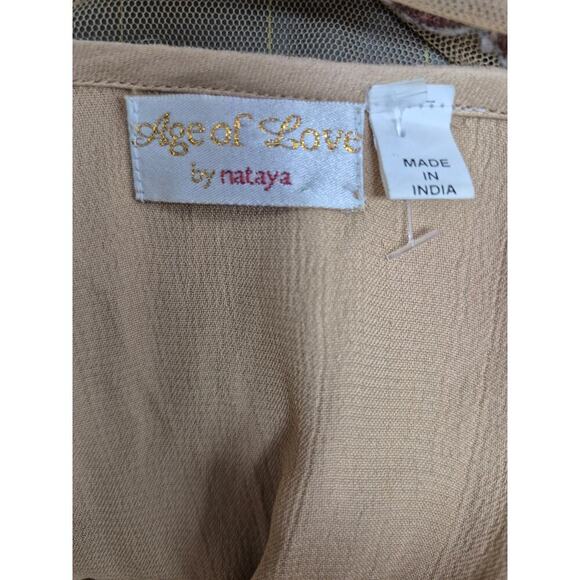 Age of Love
by nataya
MADE
IN
INDIA